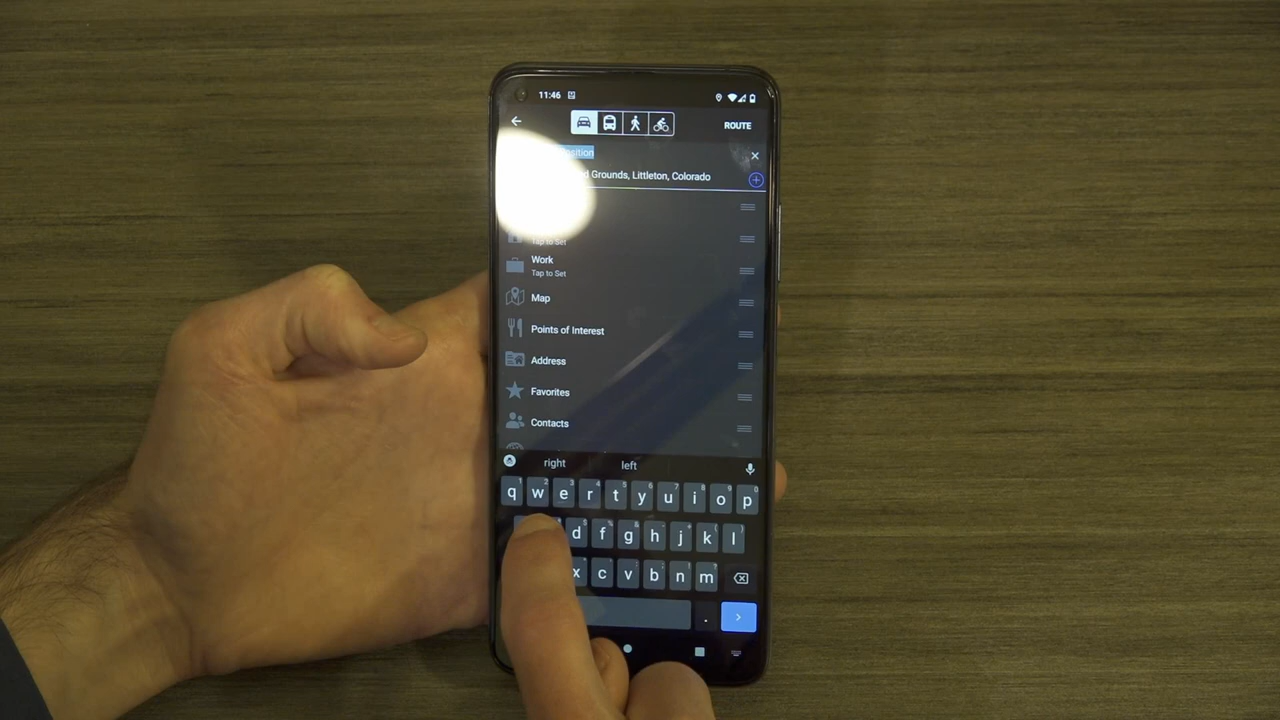 11:46
ROUTE
Grounds, Littleton, Colorado
Tap to Set
Work
Tap to Set
Map
Points of Interest
Address
Favorites
Contacts
right left
q w e r t y u i o p
d f g h j k l
x c v b n m
.